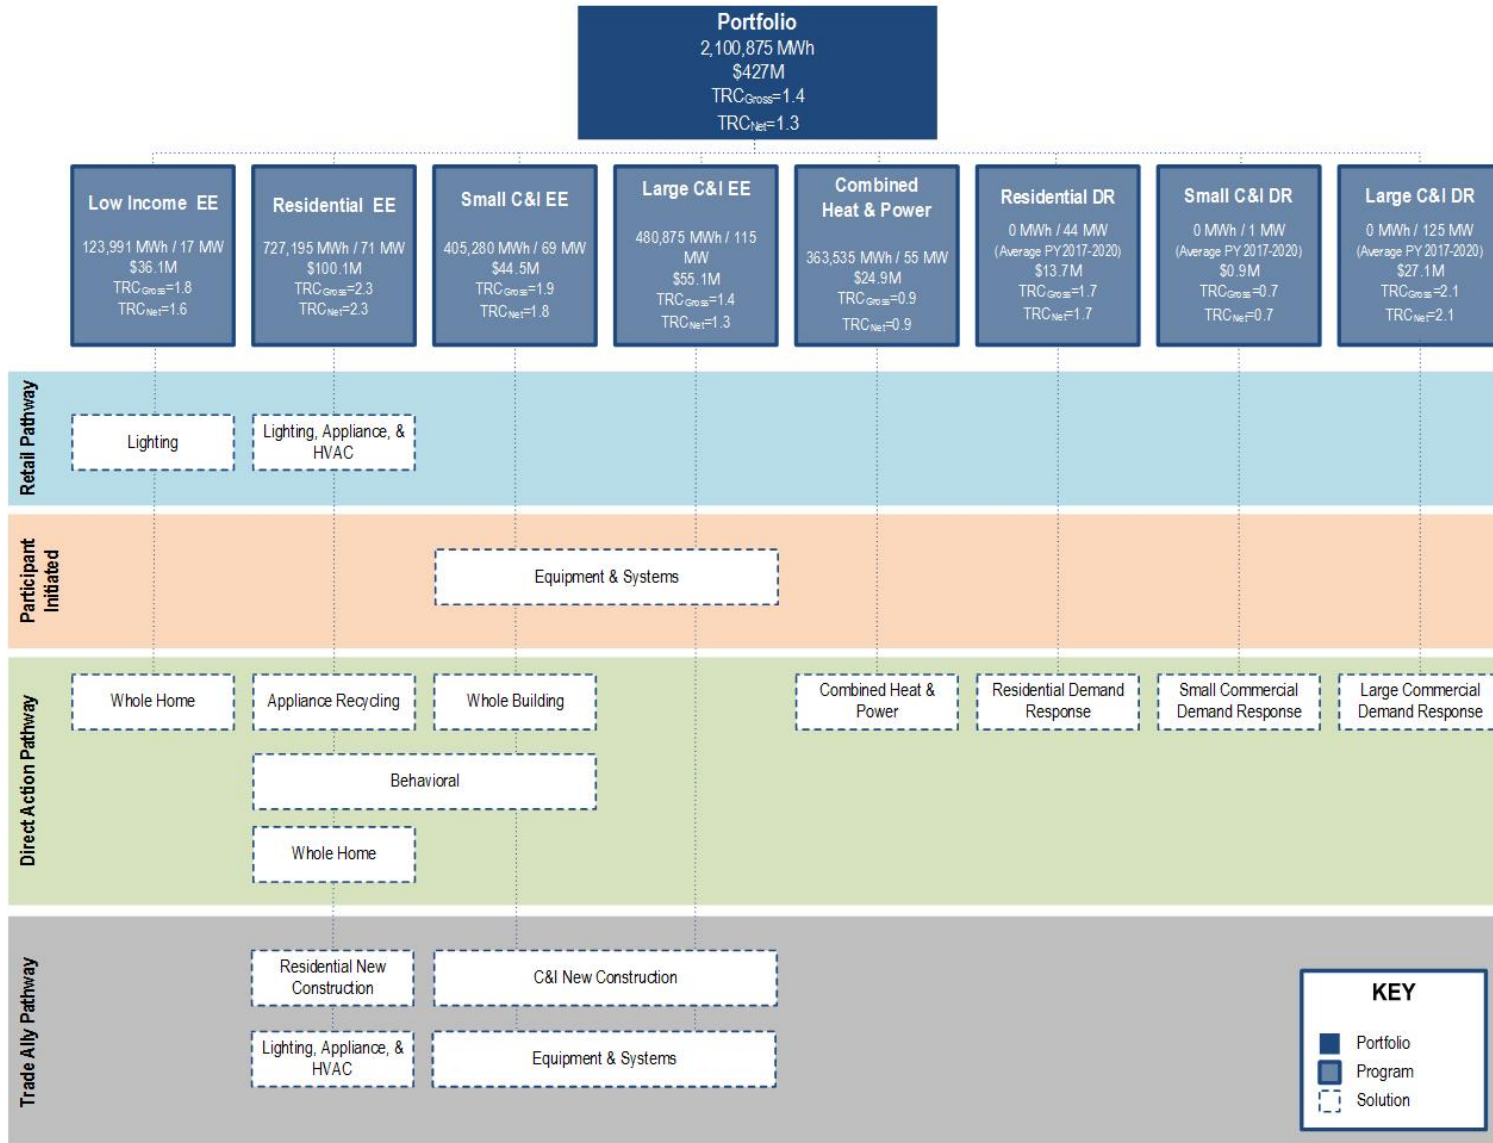 Portfolio
2,100,875 MWh
$427M
TRCGross=1.4
TRCNet=1.3
Low Income EE
123,991 MWh / 17 MW
$36.1M
TRCGross=1.8
TRCNet=1.6
Residential EE
727,195 MWh / 71 MW
$100.1M
TRCGross=2.3
TRCNet=2.3
Small C&I EE
405,280 MWh / 69 MW
$44.5M
TRCGross=1.9
TRCNet=1.8
Large C&I EE
480,875 MWh / 115
MW
$55.1M
TRCGross=1.4
TRCNet=1.3
Combined
Heat & Power
363,535 MWh / 55 MW
$24.9M
TRCGross=0.9
TRCNet=0.9
Residential DR
0 MWh / 44 MW
(Average PY 2017-2020)
$13.7M
TRCGross=1.7
TRCNet=1.7
Small C&I DR
0 MWh / 1 MW
(Average PY 2017-2020)
$0.9M
TRCGross=0.7
TRCNet=0.7
Large C&I DR
0 MWh / 125 MW
(Average PY 2017-2020)
$27.1M
TRCGross=2.1
TRCNet=2.1
Retail Pathway
Lighting
Lighting, Appliance, &
HVAC
Participant
Initiated
Equipment & Systems
Direct Action Pathway
Whole Home
Appliance Recycling
Whole Building
Combined Heat &
Power
Residential Demand
Response
Small Commercial
Demand Response
Large Commercial
Demand Response
Behavioral
Whole Home
Trade Ally Pathway
Residential New
Construction
C&I New Construction
Lighting, Appliance, &
HVAC
Equipment & Systems
KEY
Portfolio
Program
Solution